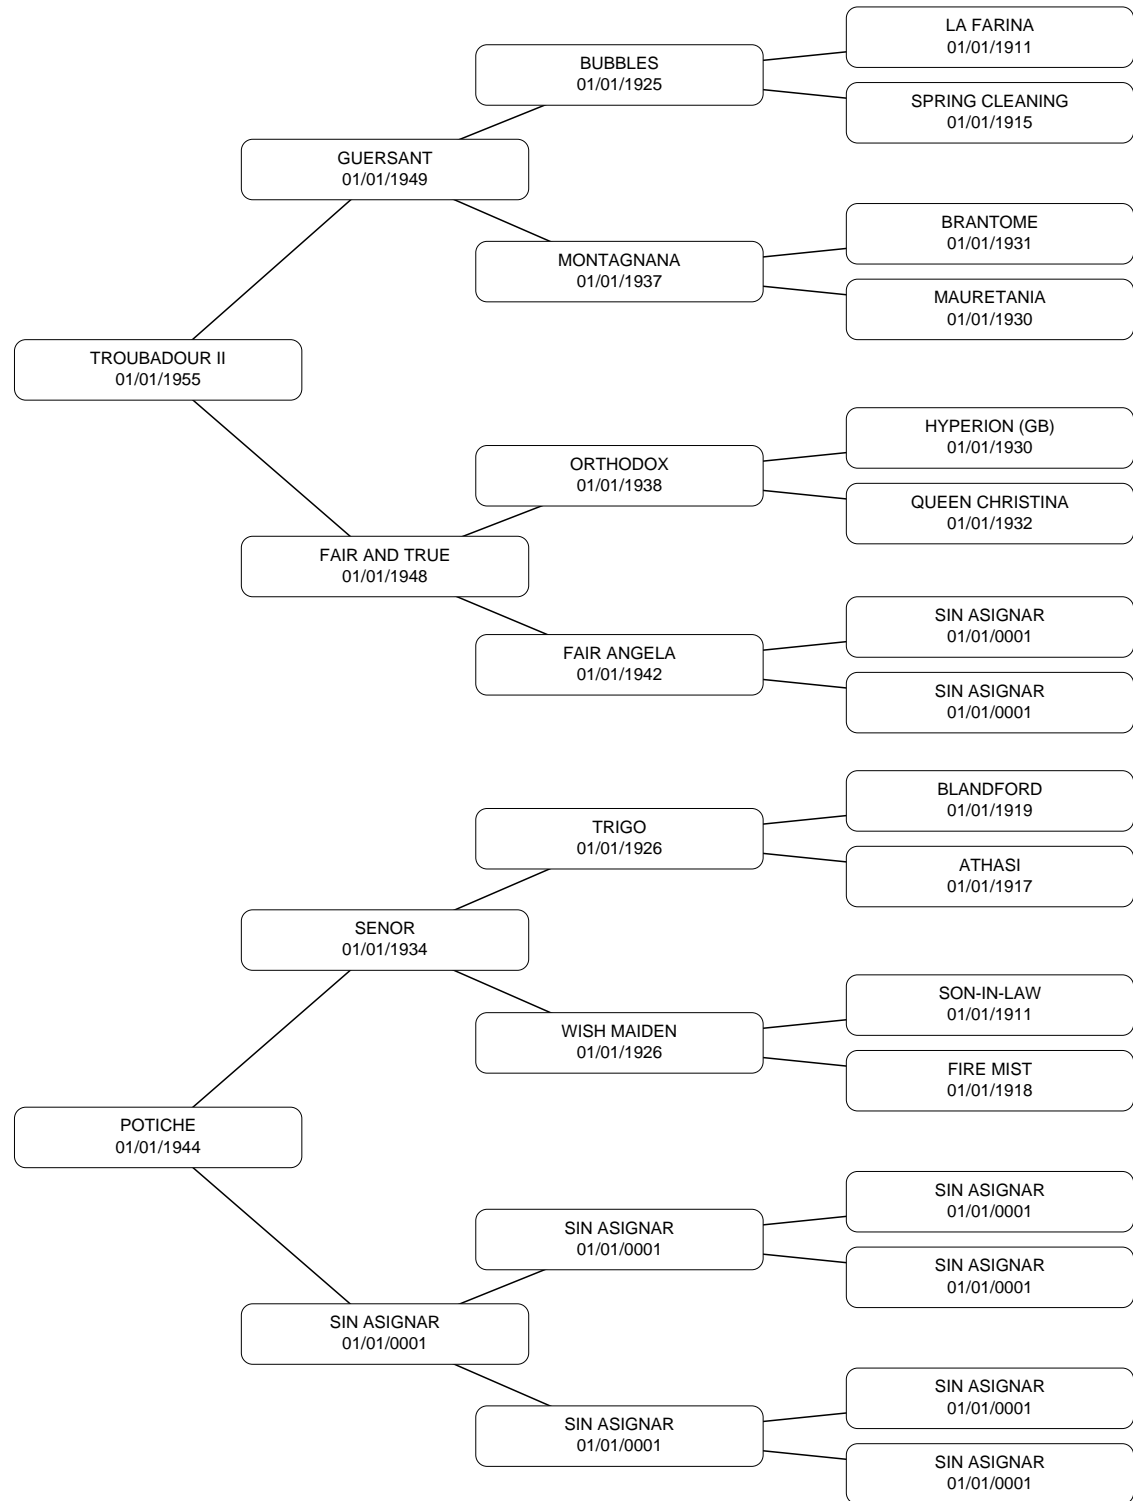 LA FARINA
01/01/1911
BUBBLES
01/01/1925
SPRING CLEANING
01/01/1915
GUERSANT
01/01/1949
BRANTOME
01/01/1931
MONTAGNANA
01/01/1937
MAURETANIA
01/01/1930
TROUBADOUR II
01/01/1955
HYPERION (GB)
01/01/1930
ORTHODOX
01/01/1938
QUEEN CHRISTINA
01/01/1932
FAIR AND TRUE
01/01/1948
SIN ASIGNAR
01/01/0001
FAIR ANGELA
01/01/1942
SIN ASIGNAR
01/01/0001
BLANDFORD
01/01/1919
TRIGO
01/01/1926
ATHASI
01/01/1917
SENOR
01/01/1934
SON-IN-LAW
01/01/1911
WISH MAIDEN
01/01/1926
FIRE MIST
01/01/1918
POTICHE
01/01/1944
SIN ASIGNAR
01/01/0001
SIN ASIGNAR
01/01/0001
SIN ASIGNAR
01/01/0001
SIN ASIGNAR
01/01/0001
SIN ASIGNAR
01/01/0001
SIN ASIGNAR
01/01/0001
SIN ASIGNAR
01/01/0001